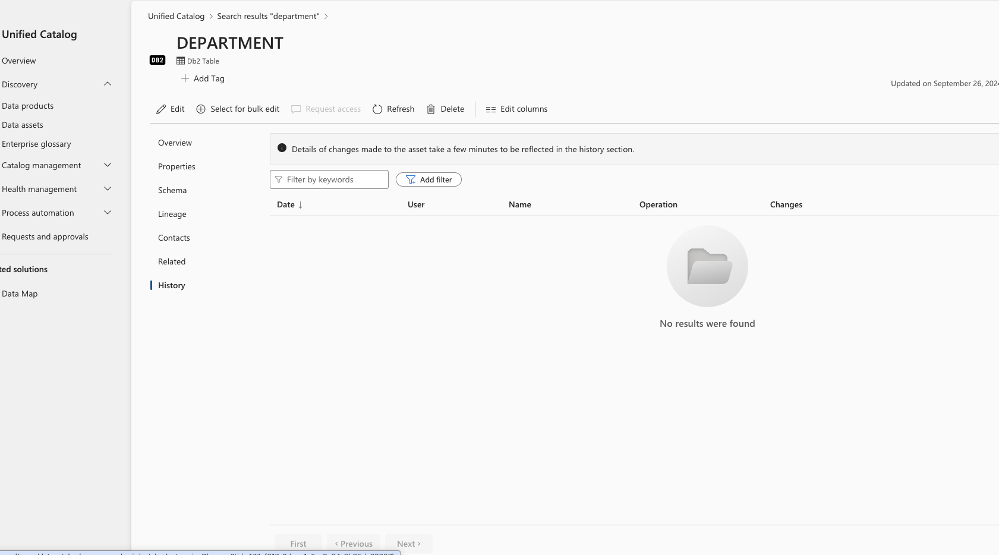 Unified Catalog > Search results "department" >
Unified Catalog
DEPARTMENT
DB2
Db2 Table
Add Tag
Updated on September 26, 2024
Edit
Select for bulk edit
Request access
Refresh
Delete
Edit columns
Overview
Discovery
Data products
Data assets
Enterprise glossary
Catalog management
Health management
Process automation
Requests and approvals
ted solutions
Data Map
Overview
Properties
Schema
Lineage
Contacts
Related
History
Details of changes made to the asset take a few minutes to be reflected in the history section.
Filter by keywords
Add filter
Date ↓ User Name Operation Changes
No results were found
First ‹ Previous Next ›